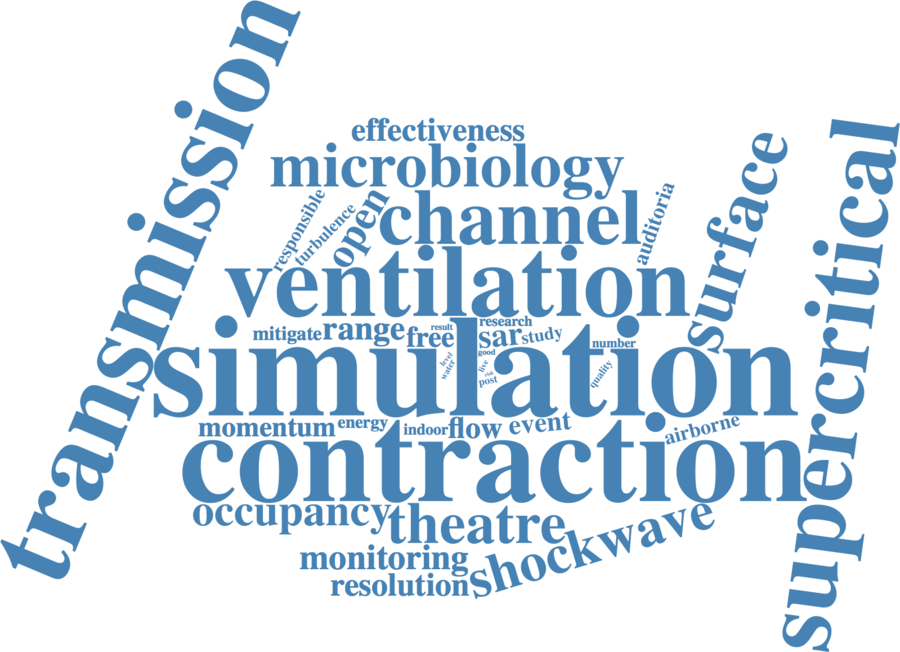 transmission
effectiveness
microbiology
responsible
turbulence
open
channel
auditoria
surface
supercritical
ventilation
mitigate
range
result
free
research
sar
study
number
good
level
water
live
risk
post
quality
simulation
momentum
energy
indoor
flow
event
airborne
contraction
occupancy
theatre
shockwave
monitoring
resolution